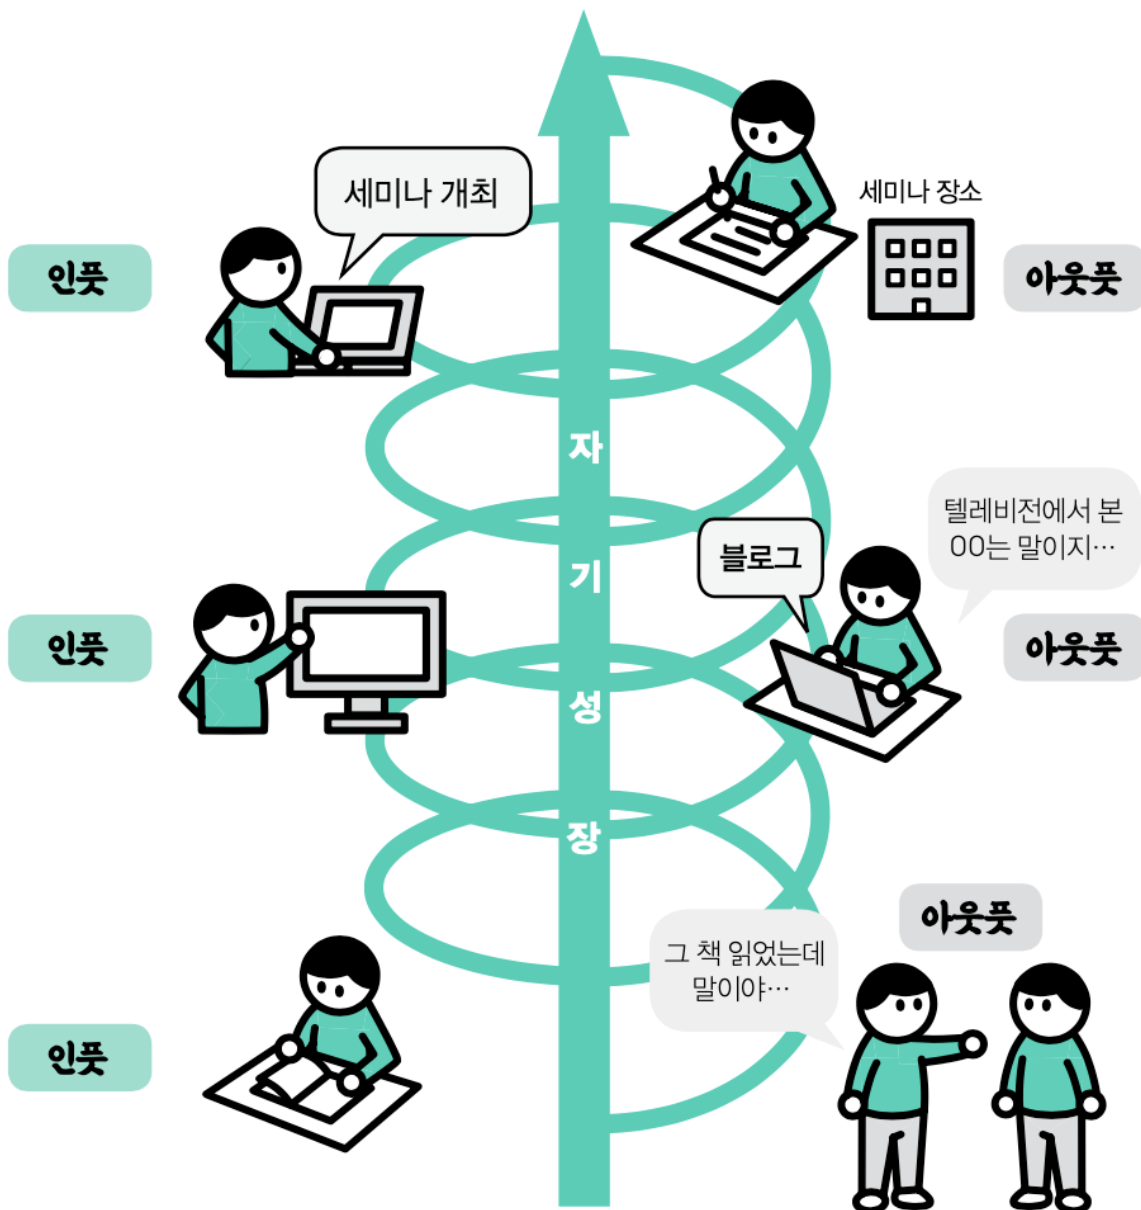 세미나 개최
세미나 장소
인풋
아웃풋
자
기
성
장
텔레비전에서 본
OO는 말이지…
블로그
인풋
아웃풋
아웃풋
그 책 읽었는데
말이야…
인풋